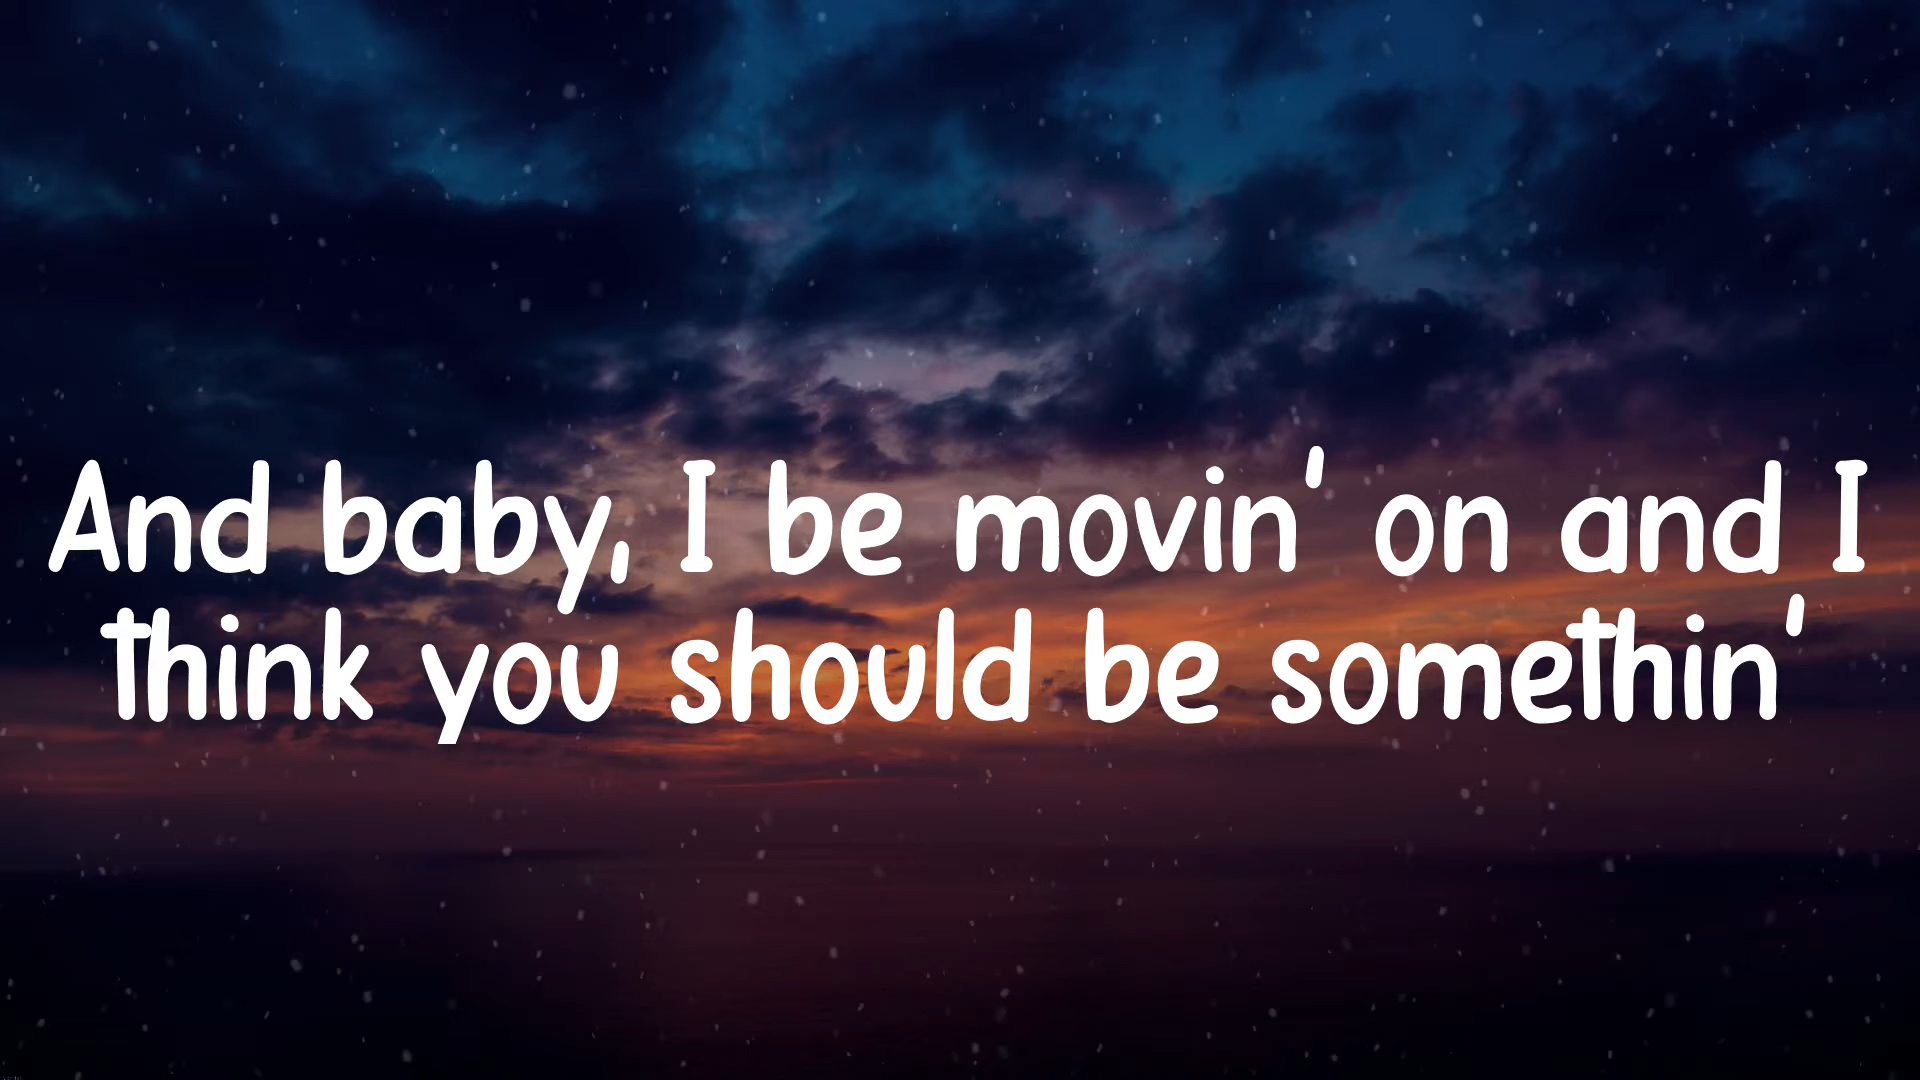 And baby, I be movin' on and I
think you should be somethin'